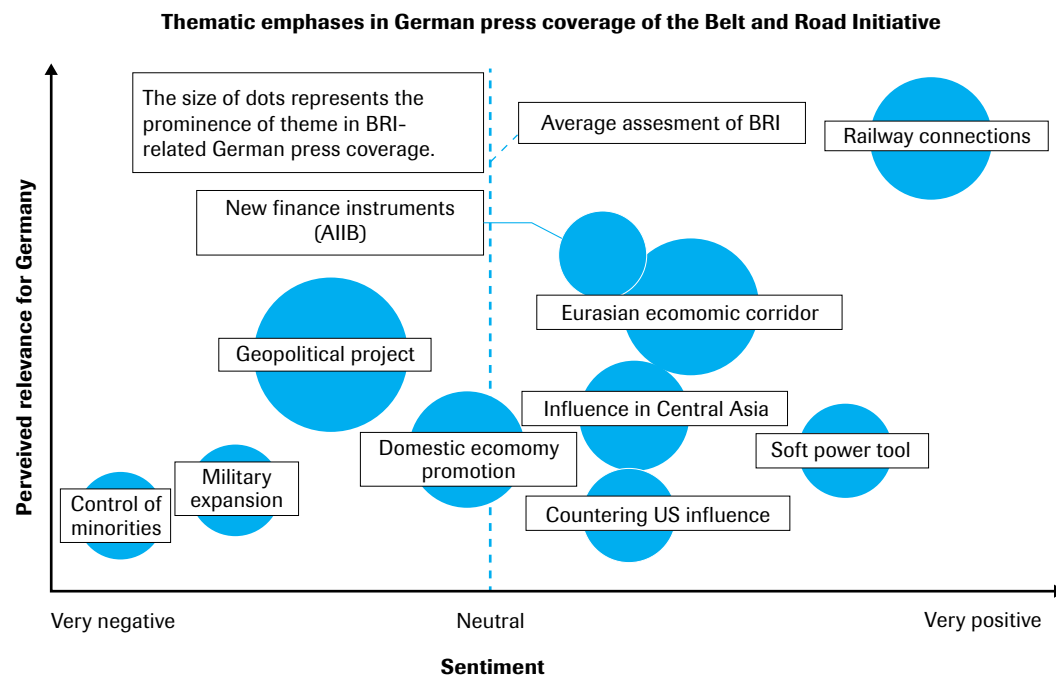 Thematic emphases in German press coverage of the Belt and Road Initiative
The size of dots represents the
prominence of theme in BRI-
related German press coverage.
Average assesment of BRI
Railway connections
New finance instruments
(AIIB)
Eurasian ecomomic corridor
Geopolitical project
Influence in Central Asia
Domestic economy
promotion
Soft power tool
Military
expansion
Control of
minorities
Countering US influence
Perveived relevance for Germany
Very negative
Neutral
Very positive
Sentiment